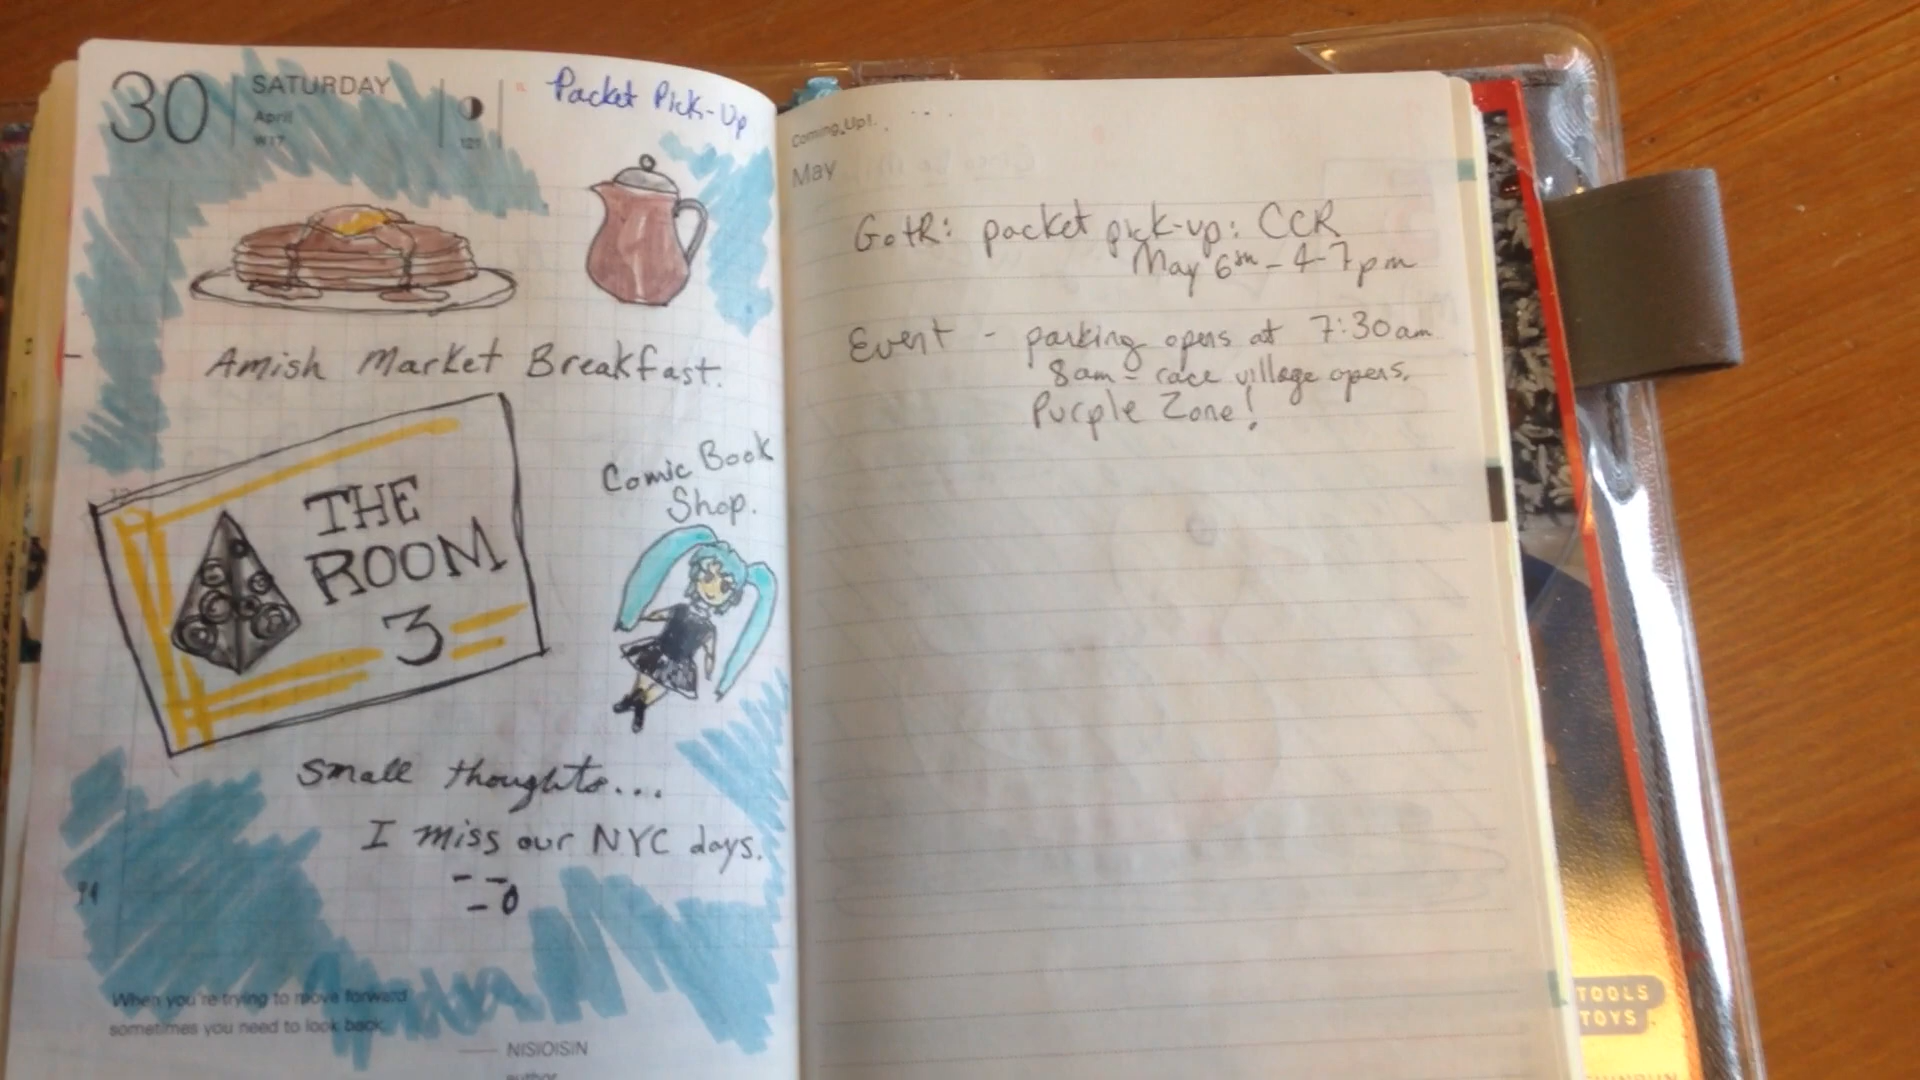 30
SATURDAY
April
W17
121
Packet Pick-Up
Amish Market Breakfast.
THE
ROOM
3
Comic Book
Shop.
Small thoughts...
I miss our NYC days.
When you're trying to move forward
sometimes you need to look back.
NISIOISIN
author
Coming Up!
May
GotR: packet pick-up: CCR
May 6th - 4-7pm
Event - parking opens at 7:30am
8am - race village opens.
Purple Zone!
TOOLS
TOYS